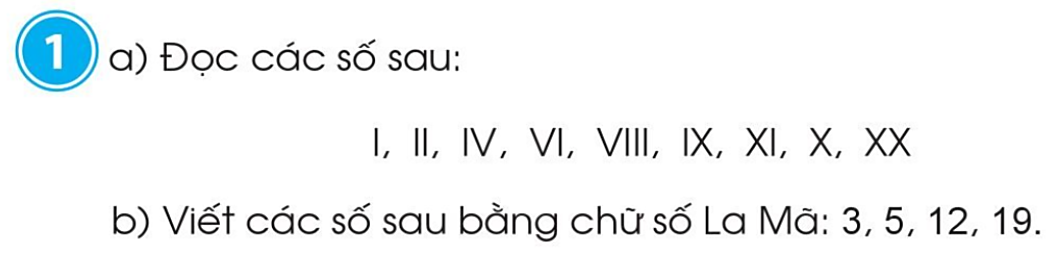 1 a) Đọc các số sau:
I, II, IV, VI, VIII, IX, XI, X, XX
b) Viết các số sau bằng chữ số La Mã: 3, 5, 12, 19.